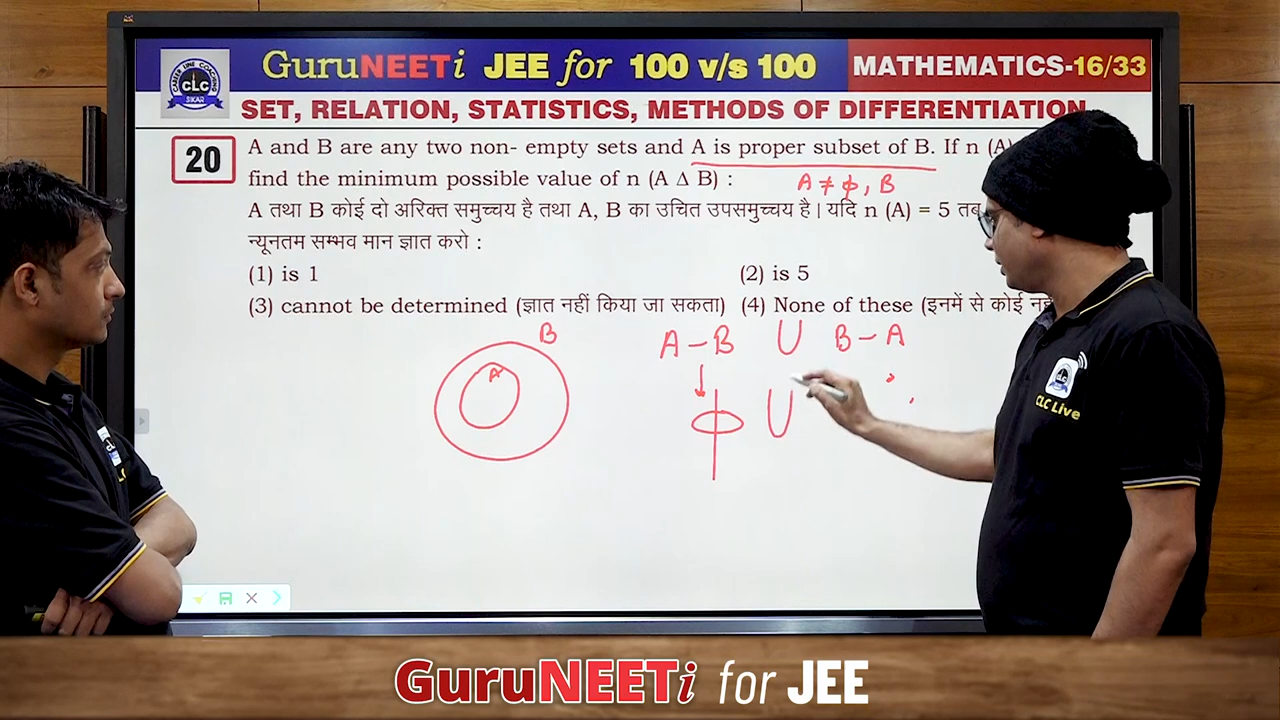 GuruNEETi JEE for 100 v/s 100 MATHEMATICS-16/33
CLC
SIKAR
SET, RELATION, STATISTICS, METHODS OF DIFFERENTIATION
20
A and B are any two non- empty sets and A is proper subset of B. If n (A)
find the minimum possible value of n (A Δ B) :
A ≠ ϕ, B
A तथा B कोई दो अरिक्त समुच्चय है तथा A, B का उचित उपसमुच्चय है। यदि n (A) = 5 तब
न्यूनतम सम्भव मान ज्ञात करो :
(1) is 1 (2) is 5
(3) cannot be determined (ज्ञात नहीं किया जा सकता) (4) None of these (इनमें से कोई
B
A
A - B ∪ B - A
ϕ ∪
CLC Live
GuruNEETi for JEE